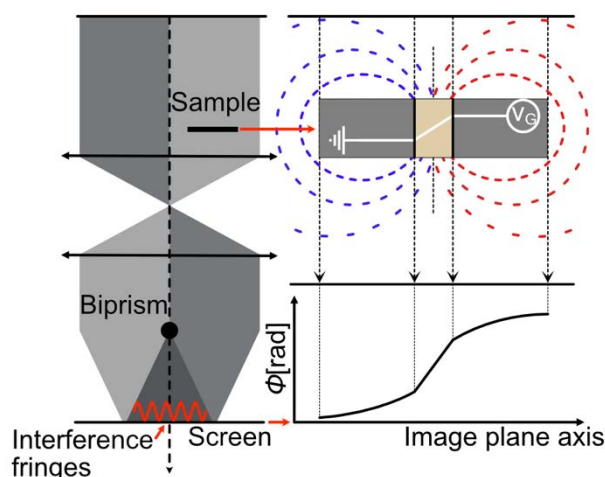 Sample
V_G
Biprism
Φ[rad]
Interference
fringes
Screen
Image plane axis